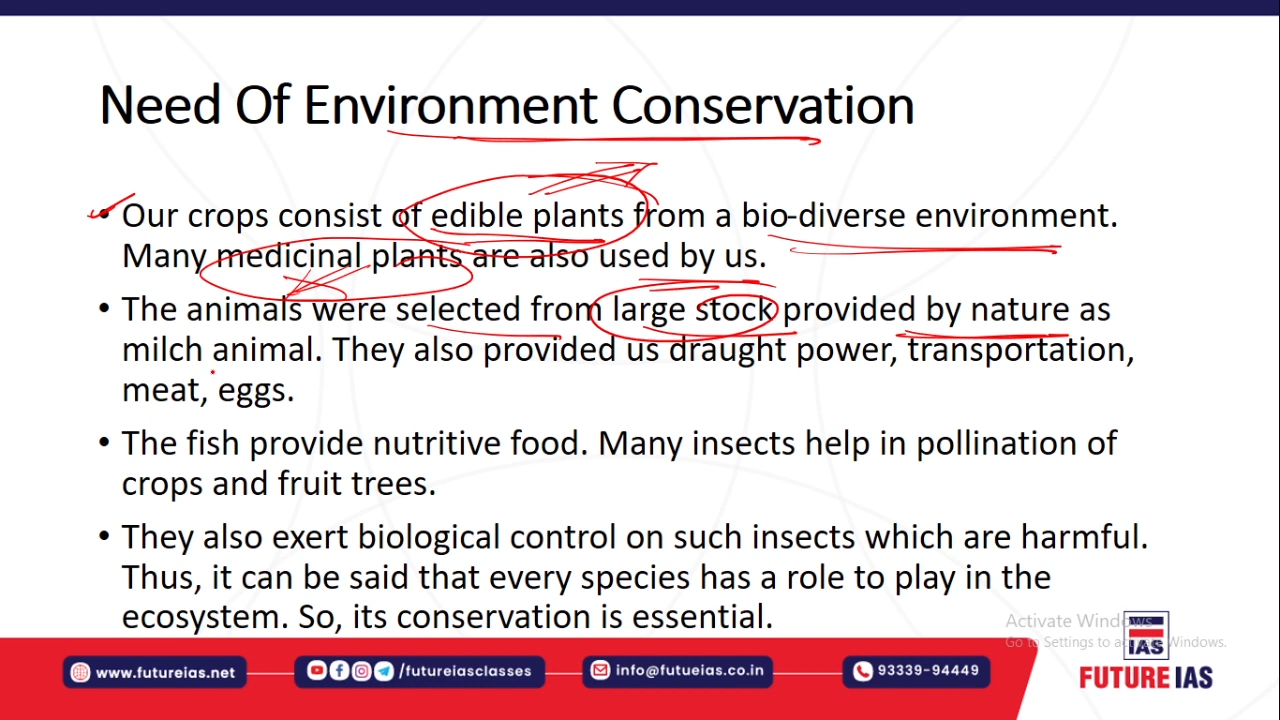 Need Of Environment Conservation
• Our crops consist of edible plants from a bio-diverse environment.
Many medicinal plants are also used by us.
• The animals were selected from large stock provided by nature as
milch animal. They also provided us draught power, transportation,
meat, eggs.
• The fish provide nutritive food. Many insects help in pollination of
crops and fruit trees.
• They also exert biological control on such insects which are harmful.
Thus, it can be said that every species has a role to play in the
ecosystem. So, its conservation is essential.
Activate Windows
Go to Settings to activate Windows.
IAS
www.futureias.net
/futureiasclasses
info@futueias.co.in
93339-94449
FUTURE IAS